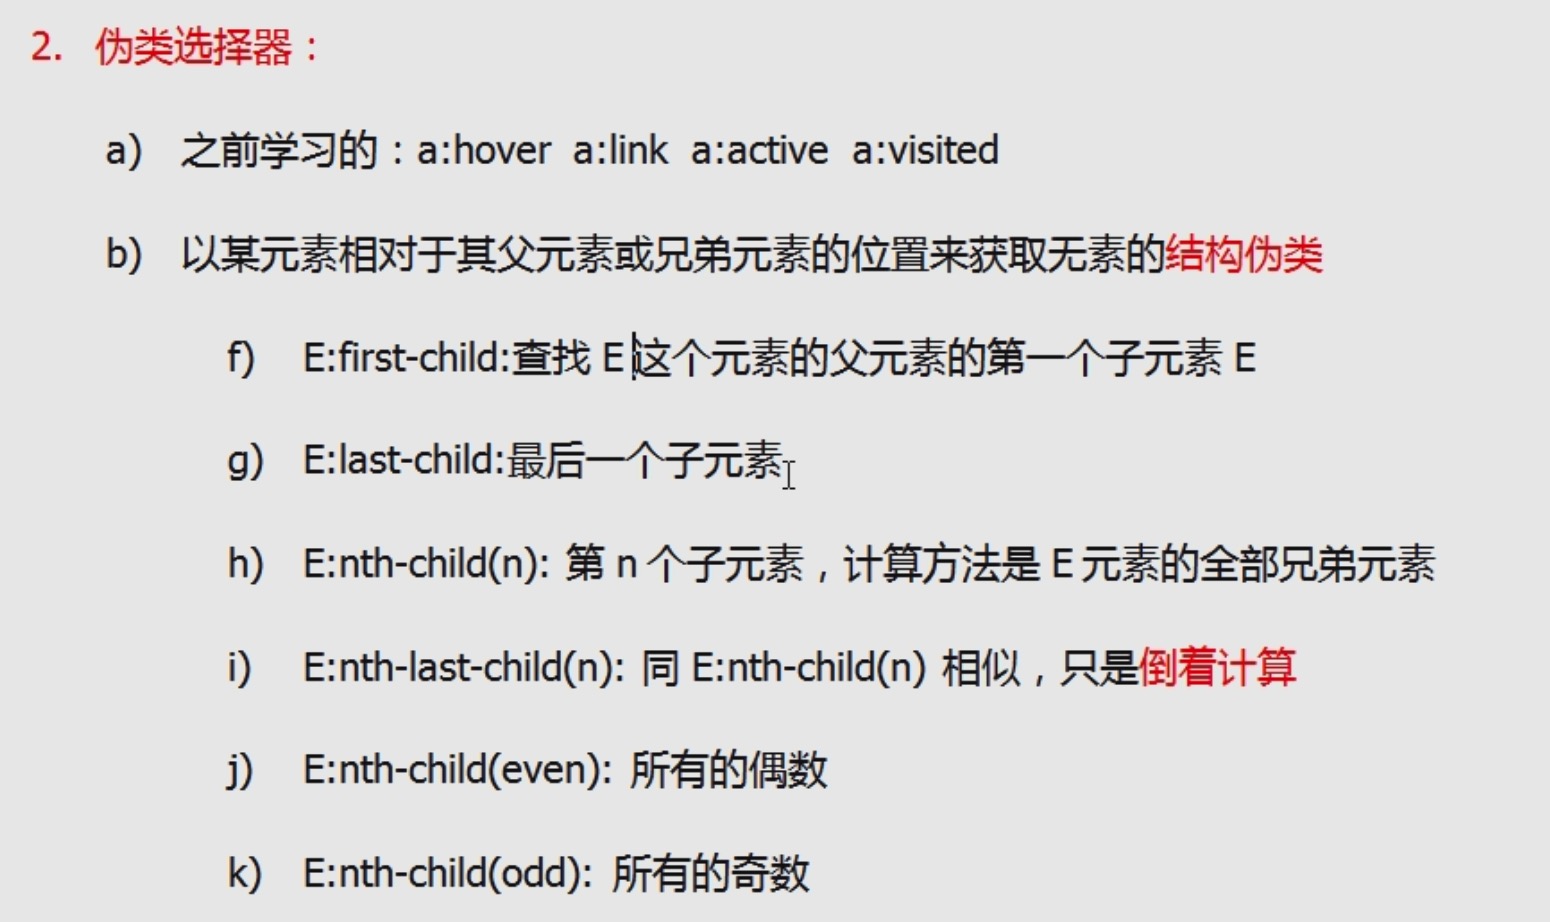 2. 伪类选择器：
a) 之前学习的：a:hover a:link a:active a:visited
b) 以某元素相对于其父元素或兄弟元素的位置来获取无素的结构伪类
f) E:first-child:查找 E 这个元素的父元素的第一个子元素 E
g) E:last-child:最后一个子元素
h) E:nth-child(n): 第 n 个子元素，计算方法是 E 元素的全部兄弟元素
i) E:nth-last-child(n): 同 E:nth-child(n) 相似，只是倒着计算
j) E:nth-child(even): 所有的偶数
k) E:nth-child(odd): 所有的奇数